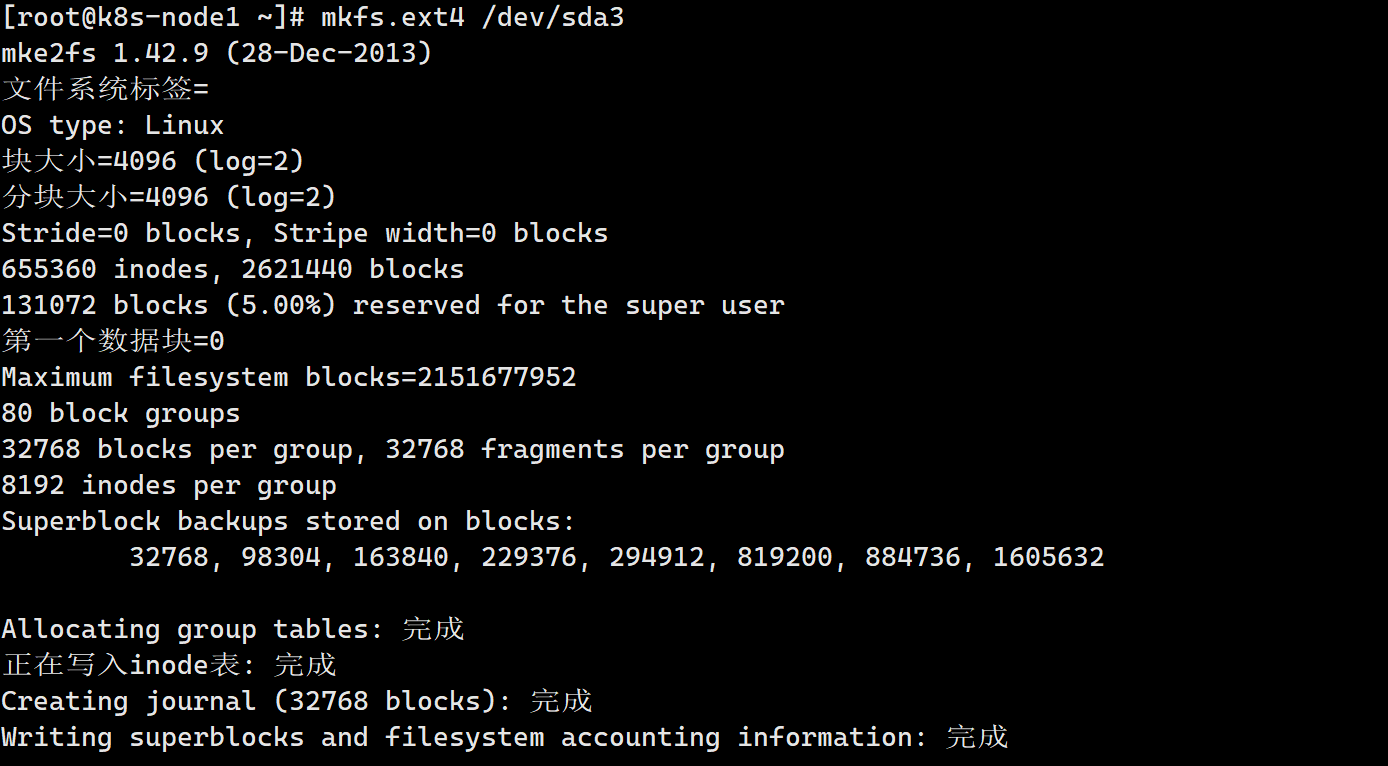 [root@k8s-node1 ~]# mkfs.ext4 /dev/sda3
mke2fs 1.42.9 (28-Dec-2013)
文件系统标签=
OS type: Linux
块大小=4096 (log=2)
分块大小=4096 (log=2)
Stride=0 blocks, Stripe width=0 blocks
655360 inodes, 2621440 blocks
131072 blocks (5.00%) reserved for the super user
第一个数据块=0
Maximum filesystem blocks=2151677952
80 block groups
32768 blocks per group, 32768 fragments per group
8192 inodes per group
Superblock backups stored on blocks:
        32768, 98304, 163840, 229376, 294912, 819200, 884736, 1605632
Allocating group tables: 完成
正在写入inode表: 完成
Creating journal (32768 blocks): 完成
Writing superblocks and filesystem accounting information: 完成